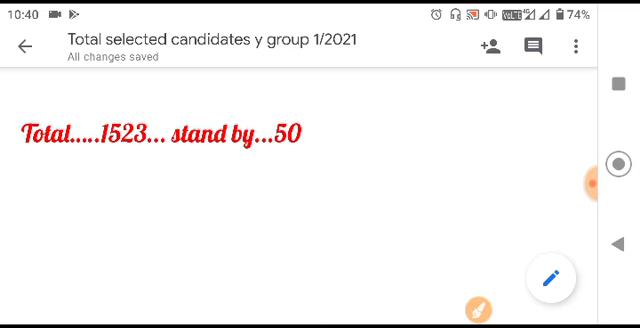 10:40
74%
Total selected candidates y group 1/2021
All changes saved
Total.....1523... stand by...50